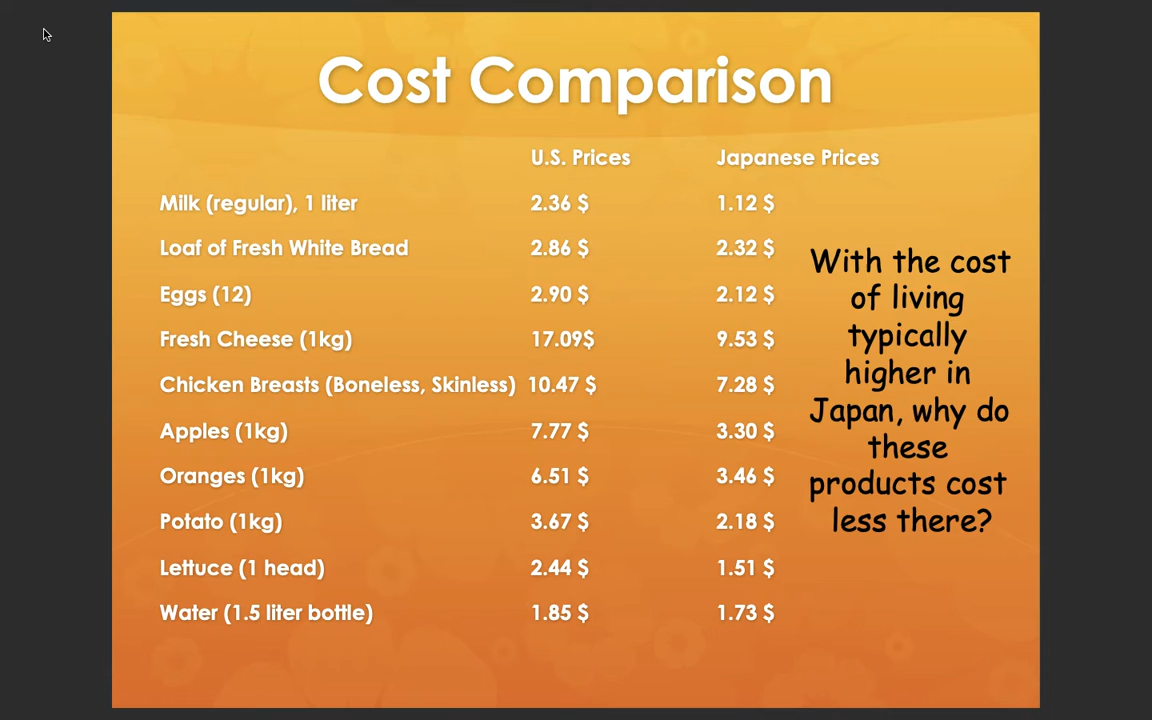 Cost Comparison
U.S. Prices Japanese Prices
Milk (regular), 1 liter 2.36 $ 1.12 $
Loaf of Fresh White Bread 2.86 $ 2.32 $
Eggs (12) 2.90 $ 2.12 $
Fresh Cheese (1kg) 17.09$ 9.53 $
Chicken Breasts (Boneless, Skinless) 10.47 $ 7.28 $
Apples (1kg) 7.77 $ 3.30 $
Oranges (1kg) 6.51 $ 3.46 $
Potato (1kg) 3.67 $ 2.18 $
Lettuce (1 head) 2.44 $ 1.51 $
Water (1.5 liter bottle) 1.85 $ 1.73 $
With the cost
of living
typically
higher in
Japan, why do
these
products cost
less there?